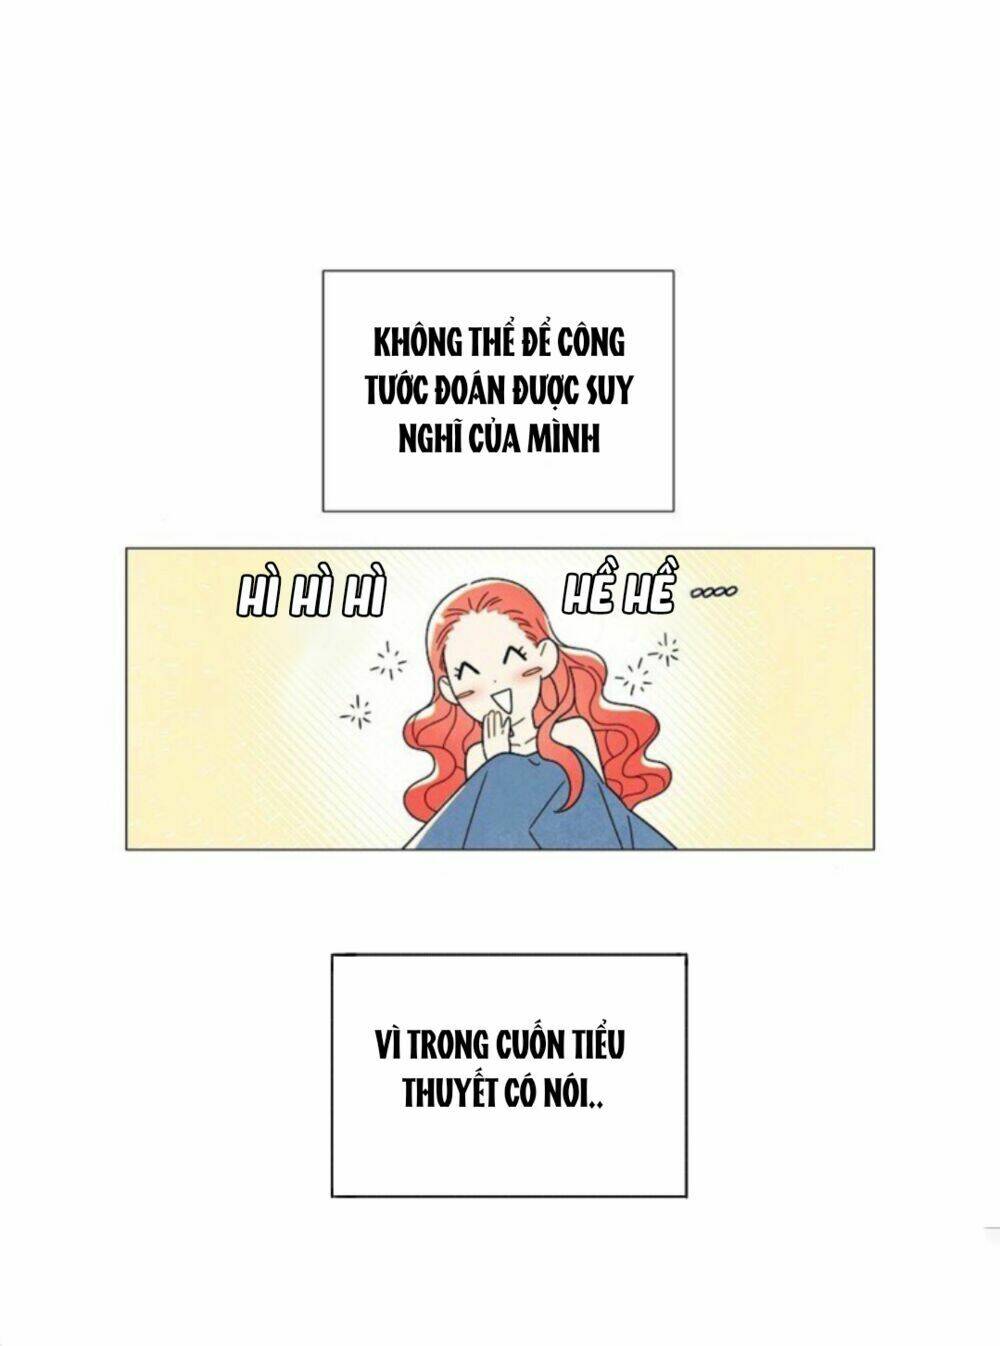 KHÔNG THỂ ĐỂ CÔNG
TƯỚC ĐOÁN ĐƯỢC SUY
NGHĨ CỦA MÌNH
HÌ HÌ HÌ HỀ HỀ
VÌ TRONG CUỐN TIỂU
THUYẾT CÓ NÓI..